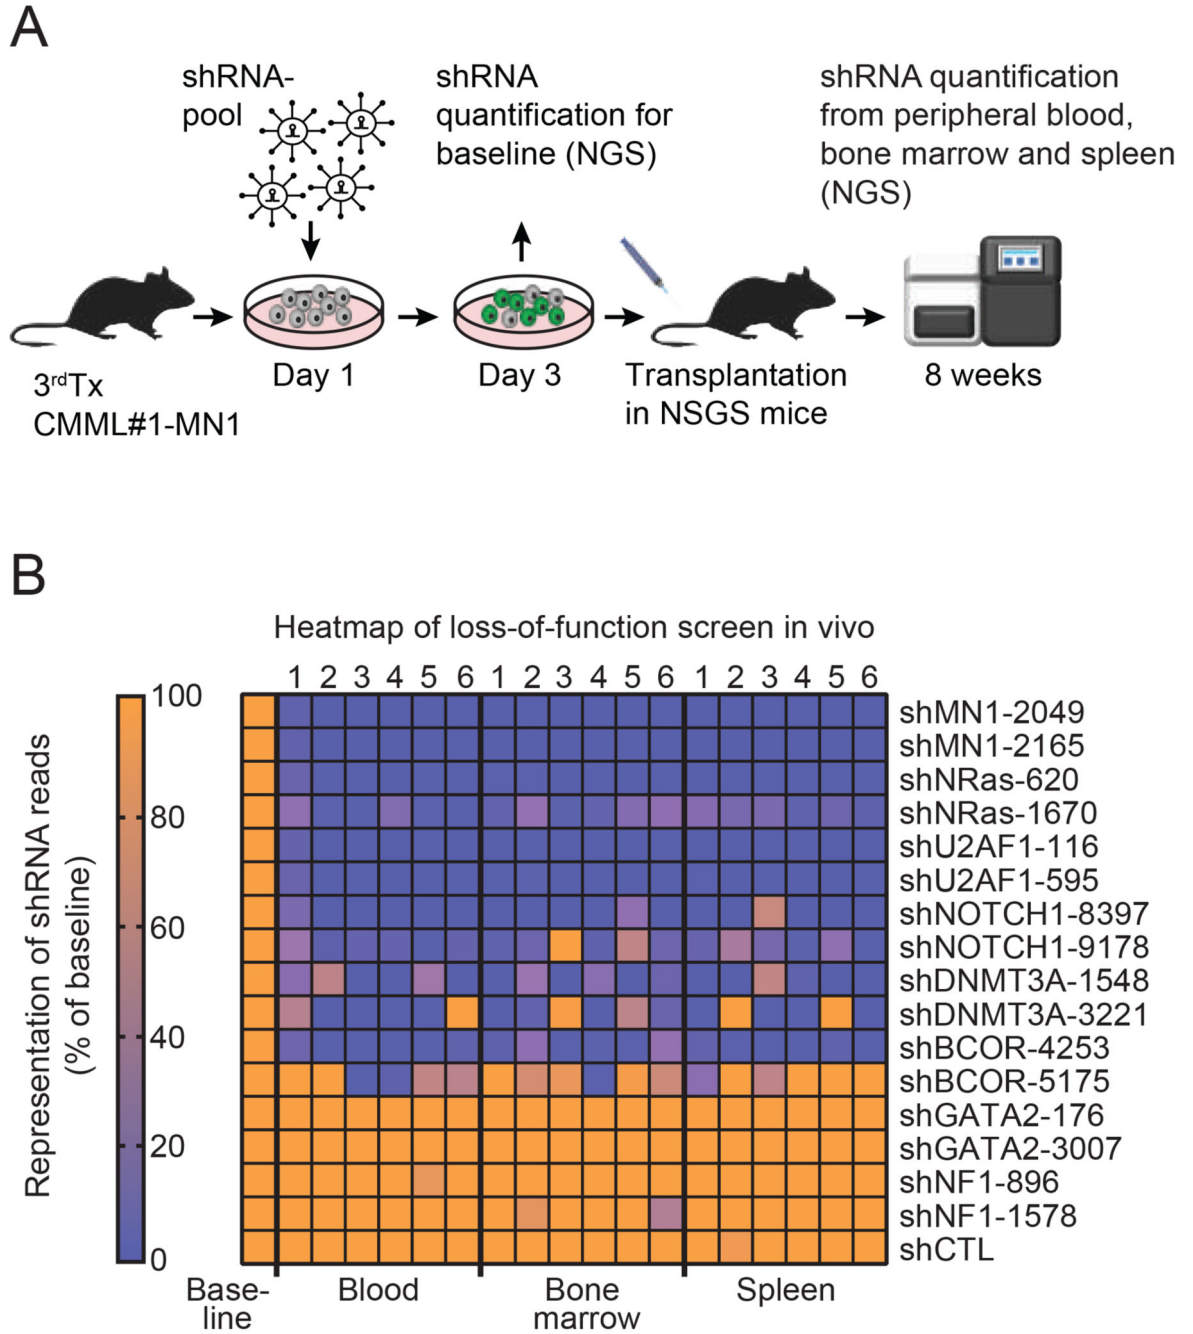 A
shRNA-
pool
shRNA
quantification for
baseline (NGS)
shRNA quantification
from peripheral blood,
bone marrow and spleen
(NGS)
3rdTx
CMML#1-MN1
Day 1
Day 3
Transplantation
in NSGS mice
8 weeks
B
Heatmap of loss-of-function screen in vivo
1 2 3 4 5 6 1 2 3 4 5 6 1 2 3 4 5 6
Representation of shRNA reads
(% of baseline)
100
80
60
40
20
0
shMN1-2049
shMN1-2165
shNRas-620
shNRas-1670
shU2AF1-116
shU2AF1-595
shNOTCH1-8397
shNOTCH1-9178
shDNMT3A-1548
shDNMT3A-3221
shBCOR-4253
shBCOR-5175
shGATA2-176
shGATA2-3007
shNF1-896
shNF1-1578
shCTL
Base-
line
Blood
Bone
marrow
Spleen